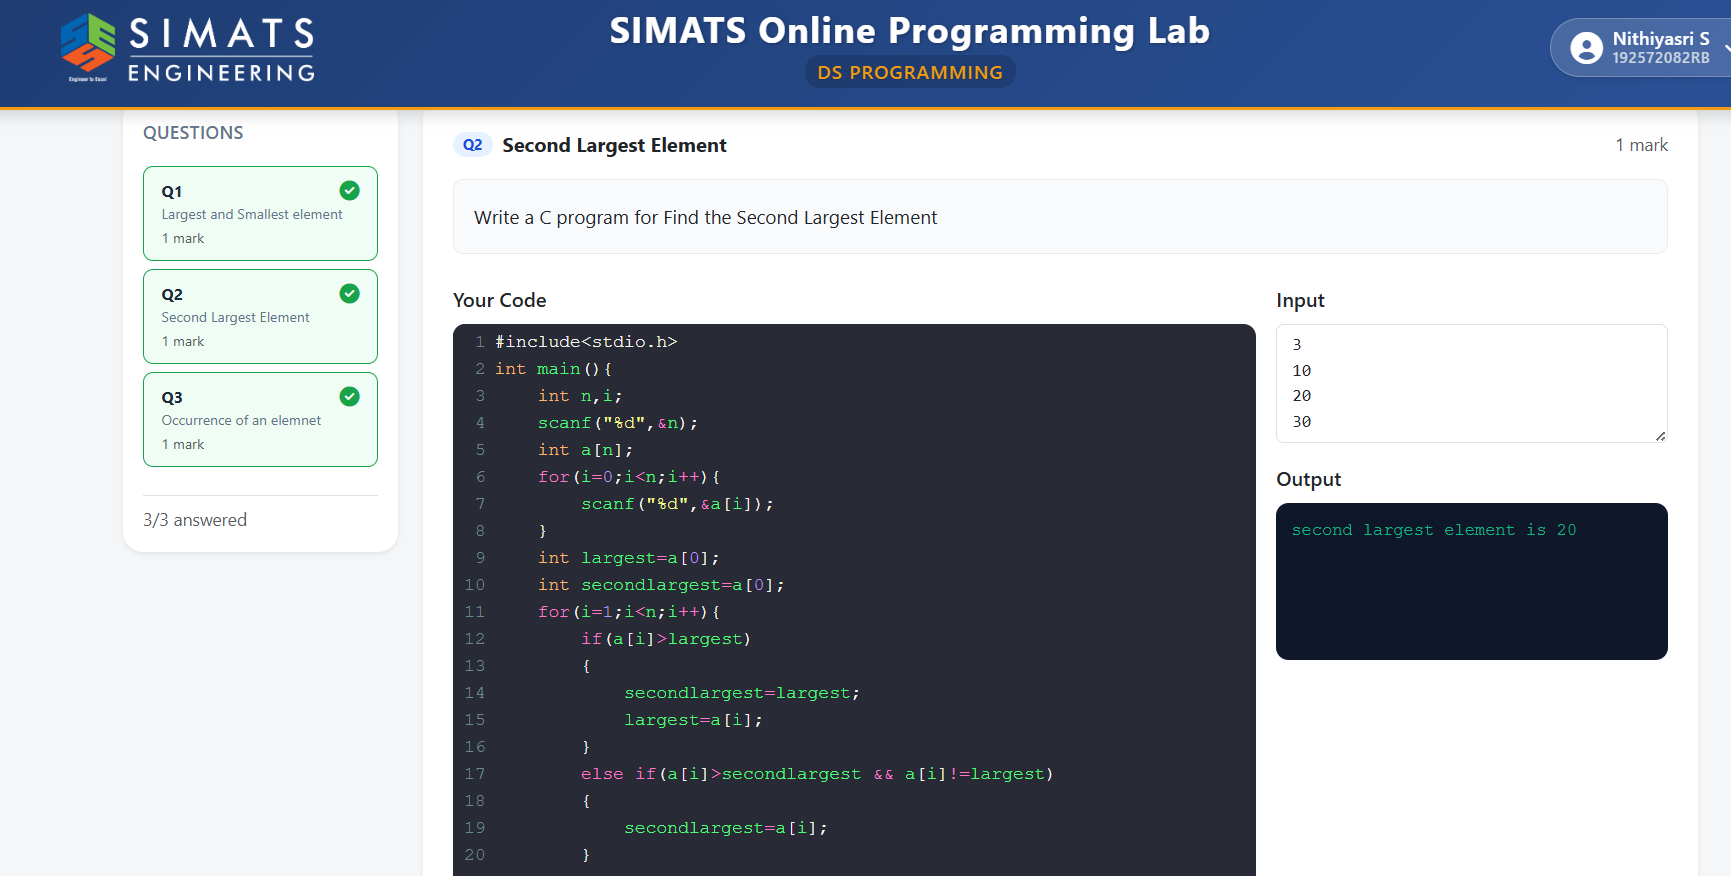 SIMATS
ENGINEERING
Engineer to Excel
SIMATS Online Programming Lab
DS PROGRAMMING
Nithiyasri S
192572082RB
QUESTIONS
Q1
Largest and Smallest element
1 mark
Q2
Second Largest Element
1 mark
Q3
Occurrence of an elemnet
1 mark
3/3 answered
Q2 Second Largest Element
1 mark
Write a C program for Find the Second Largest Element
Your Code
1 #include<stdio.h>
2 int main(){
3     int n,i;
4     scanf("%d",&n);
5     int a[n];
6     for(i=0;i<n;i++){
7         scanf("%d",&a[i]);
8     }
9     int largest=a[0];
10     int secondlargest=a[0];
11     for(i=1;i<n;i++){
12         if(a[i]>largest)
13         {
14             secondlargest=largest;
15             largest=a[i];
16         }
17         else if(a[i]>secondlargest && a[i]!=largest)
18         {
19             secondlargest=a[i];
20         }
Input
3
10
20
30
Output
second largest element is 20